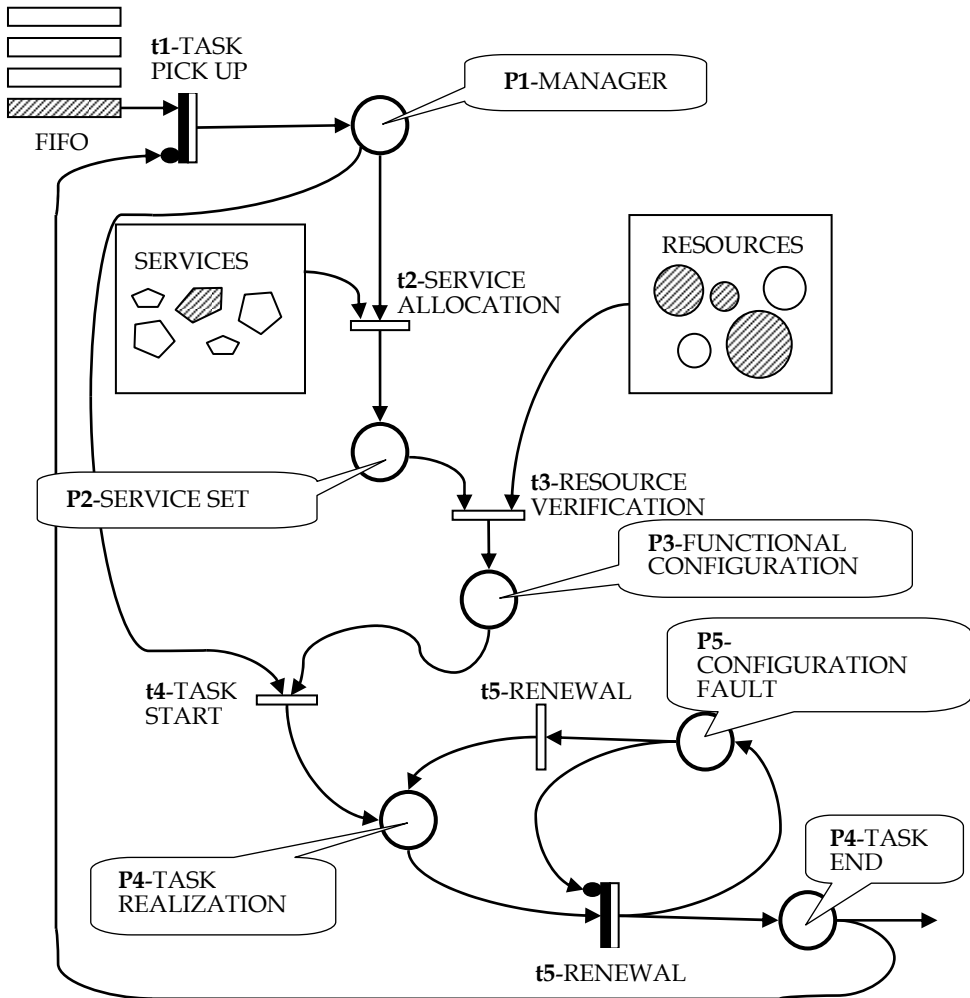 t1-TASK
PICK UP
P1-MANAGER
FIFO
SERVICES
RESOURCES
t2-SERVICE
ALLOCATION
t3-RESOURCE
VERIFICATION
P2-SERVICE SET
P3-FUNCTIONAL
CONFIGURATION
P5-
CONFIGURATION
FAULT
t4-TASK
START
t5-RENEWAL
P4-TASK
END
P4-TASK
REALIZATION
t5-RENEWAL